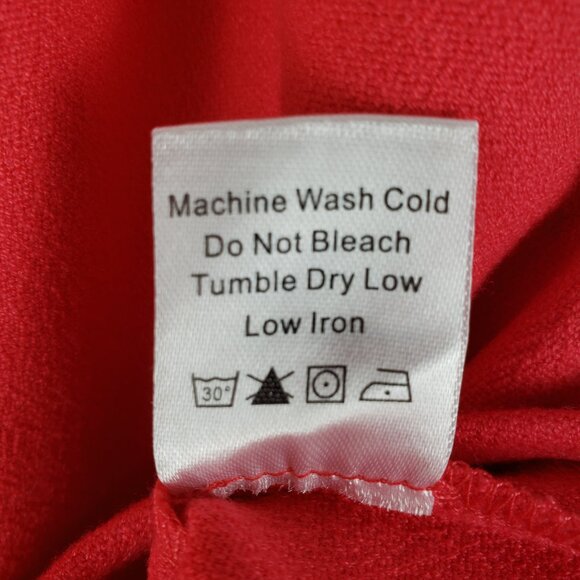 Machine Wash Cold
Do Not Bleach
Tumble Dry Low
Low Iron
30°